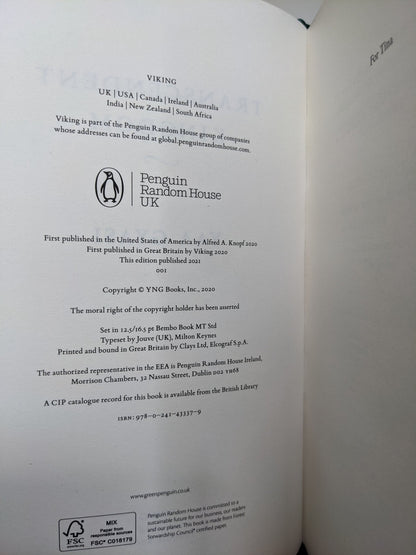 VIKING
UK | USA | Canada | Ireland | Australia
India | New Zealand | South Africa
Viking is part of the Penguin Random House group of companies
whose addresses can be found at global.penguinrandomhouse.com.
Penguin
Random House
UK
First published in the United States of America by Alfred A. Knopf 2020
First published in Great Britain by Viking 2020
This edition published 2021
001
Copyright © YNG Books, Inc., 2020
The moral right of the copyright holder has been asserted
Set in 12.5/16.5 pt Bembo Book MT Std
Typeset by Jouve (UK), Milton Keynes
Printed and bound in Great Britain by Clays Ltd, Elcograf S.p.A.
The authorized representative in the EEA is Penguin Random House Ireland,
Morrison Chambers, 32 Nassau Street, Dublin D02 YH68
A CIP catalogue record for this book is available from the British Library
ISBN: 978-0-241-43337-9
www.greenpenguin.co.uk
FSC
www.fsc.org
MIX
Paper from
responsible sources
FSC® C018179
Penguin Random House is committed to a
sustainable future for our business, our readers
and our planet. This book is made from Forest
Stewardship Council® certified paper.
For Tina